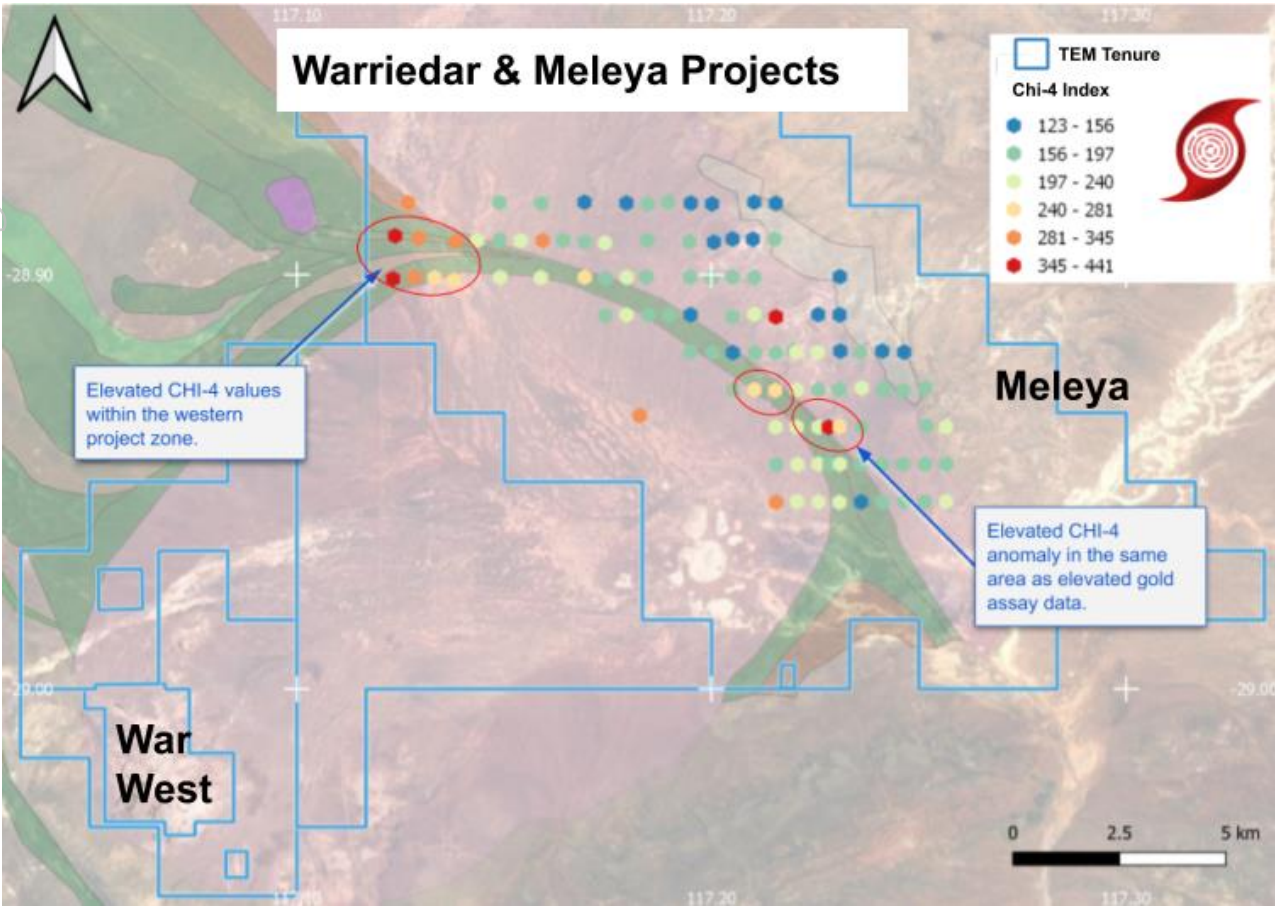 117.10 117.20 117.30
Warriedar & Meleya Projects
TEM Tenure
Chi-4 Index
123 - 156
156 - 197
197 - 240
240 - 281
281 - 345
345 - 441
-28.90
Elevated CHI-4 values
within the western
project zone.
Meleya
Elevated CHI-4
anomaly in the same
area as elevated gold
assay data.
-29.00 -29.00
War
West
0 2.5 5 km
117.10 117.20 117.30